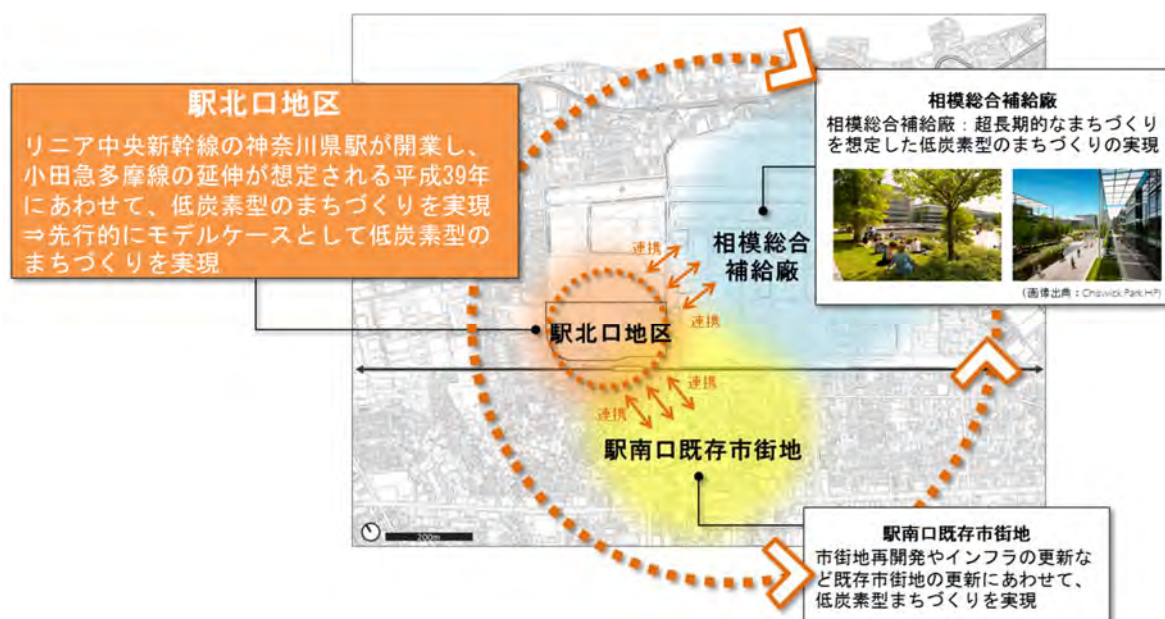 駅北口地区
リニア中央新幹線の神奈川県駅が開業し、
小田急多摩線の延伸が想定される平成39年
にあわせて、低炭素型のまちづくりを実現
⇒先行的にモデルケースとして低炭素型の
まちづくりを実現
相模総合補給廠
相模総合補給廠：超長期的なまちづくり
を想定した低炭素型のまちづくりの実現
（画像出典：Chiswick Park HP）
連携
相模総合
補給廠
連携
駅北口地区
連携
連携
駅南口既存市街地
200m
駅南口既存市街地
市街地再開発やインフラの更新な
ど既存市街地の更新にあわせて、
低炭素型まちづくりを実現